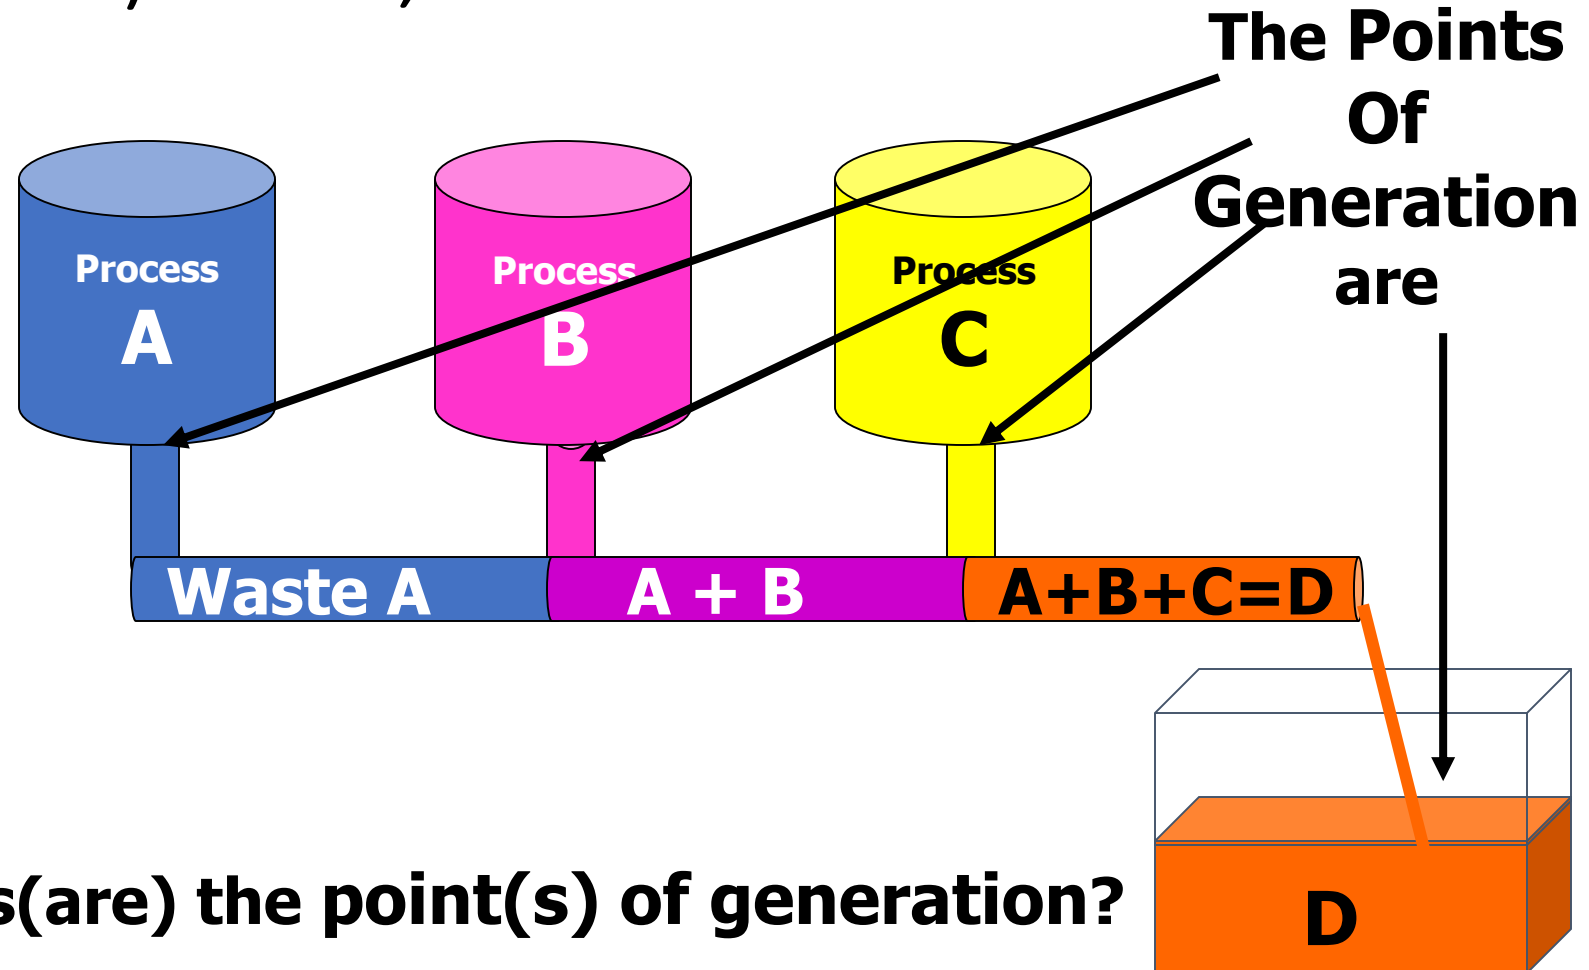 The Points
Of
Generation
are
Process
A
Process
B
Process
C
Waste A
A + B
A+B+C=D
(are) the point(s) of generation?
D